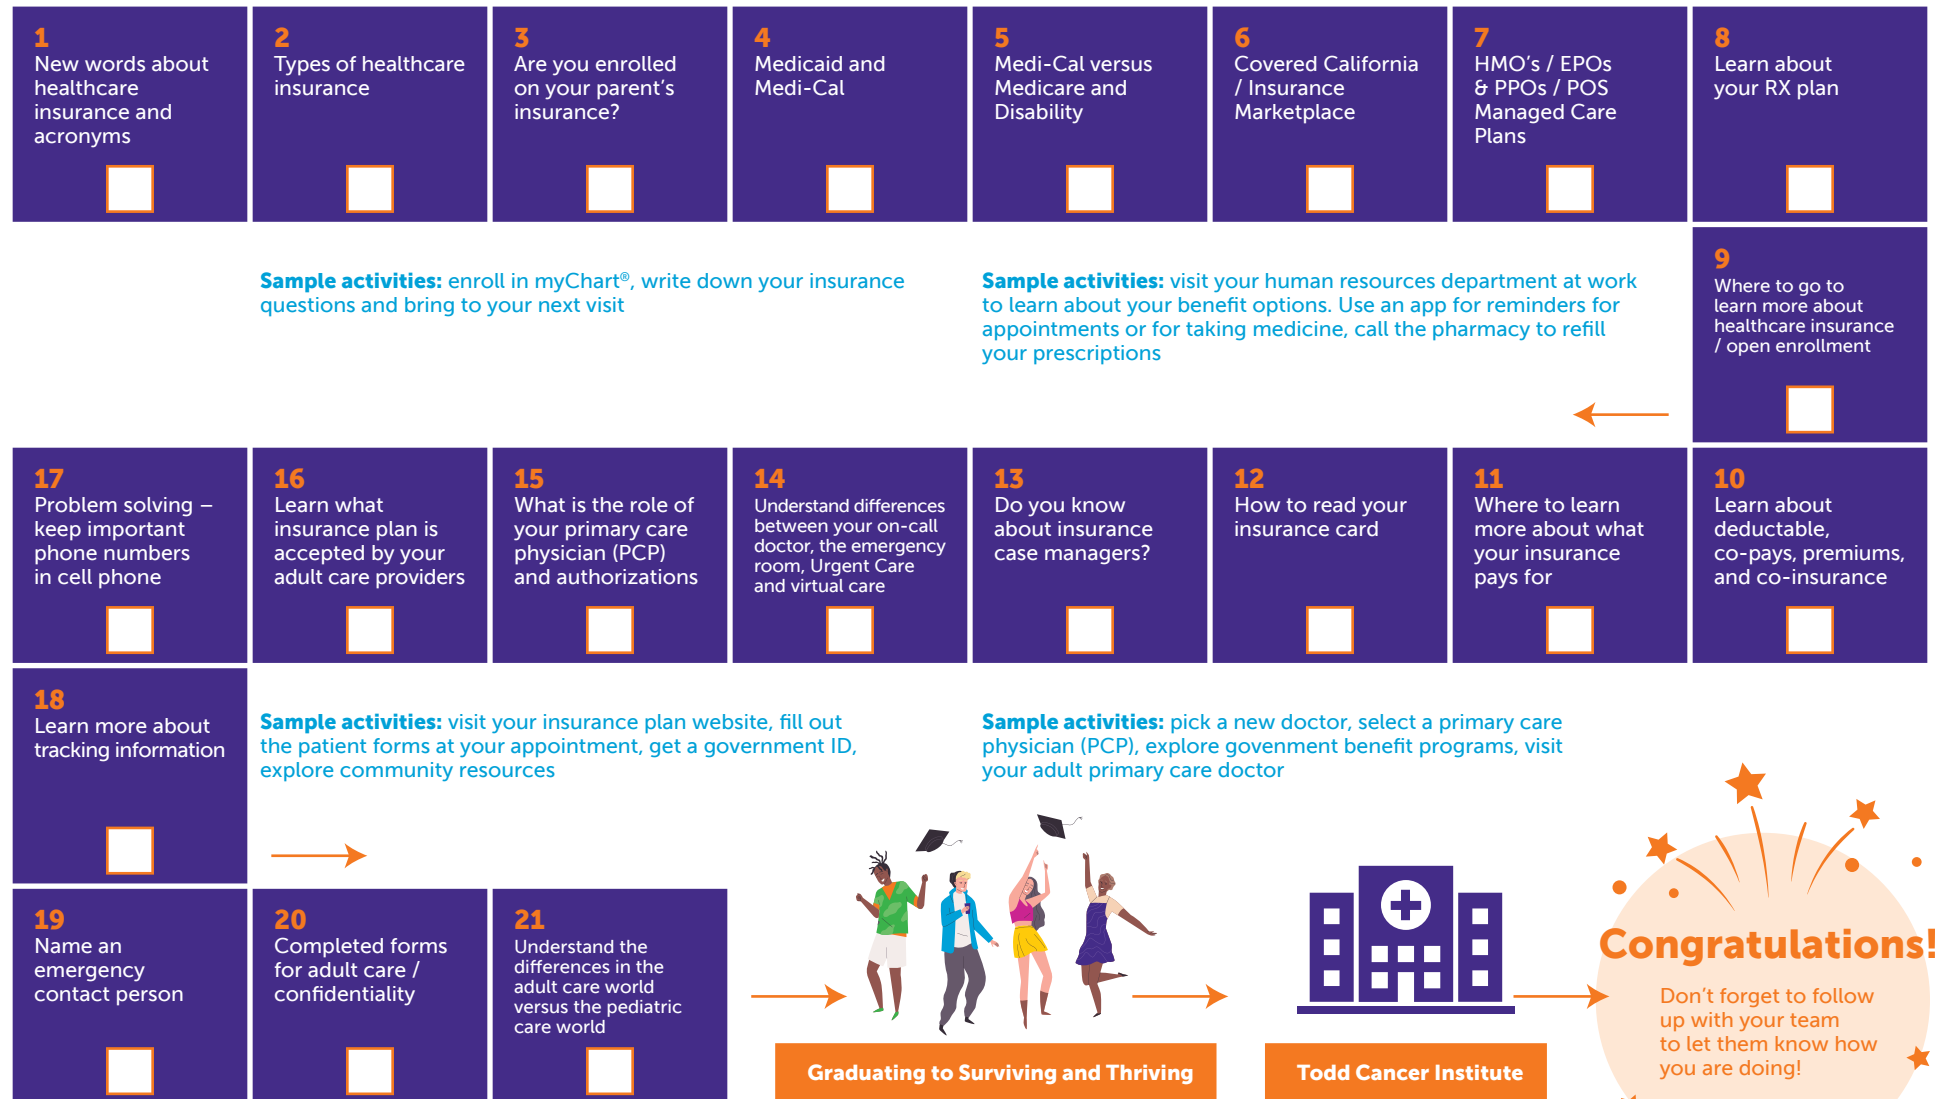 1
New words about
healthcare
insurance and
acronyms
2
Types of healthcare
insurance
3
Are you enrolled
on your parent's
insurance?
4
Medicaid and
Medi-Cal
5
Medi-Cal versus
Medicare and
Disability
6
Covered California
/ Insurance
Marketplace
7
HMO's / EPOs
& PPOs / POS
Managed Care
Plans
8
Learn about
your RX plan
Sample activities: enroll in myChart®, write down your insurance
questions and bring to your next visit
Sample activities: visit your human resources department at work
to learn about your benefit options. Use an app for reminders for
appointments or for taking medicine, call the pharmacy to refill
your prescriptions
9
Where to go to
learn more about
healthcare insurance
/ open enrollment
10
Learn about
deductable,
co-pays, premiums,
and co-insurance
11
Where to learn
more about what
your insurance
pays for
12
How to read your
insurance card
13
Do you know
about insurance
case managers?
14
Understand differences
between your on-call
doctor, the emergency
room, Urgent Care
and virtual care
15
What is the role of
your primary care
physician (PCP)
and authorizations
16
Learn what
insurance plan is
accepted by your
adult care providers
17
Problem solving –
keep important
phone numbers
in cell phone
18
Learn more about
tracking information
Sample activities: visit your insurance plan website, fill out
the patient forms at your appointment, get a government ID,
explore community resources
Sample activities: pick a new doctor, select a primary care
physician (PCP), explore govenment benefit programs, visit
your adult primary care doctor
19
Name an
emergency
contact person
20
Completed forms
for adult care /
confidentiality
21
Understand the
differences in the
adult care world
versus the pediatric
care world
Graduating to Surviving and Thriving
Todd Cancer Institute
Congratulations!
Don't forget to follow
up with your team
to let them know how
you are doing!